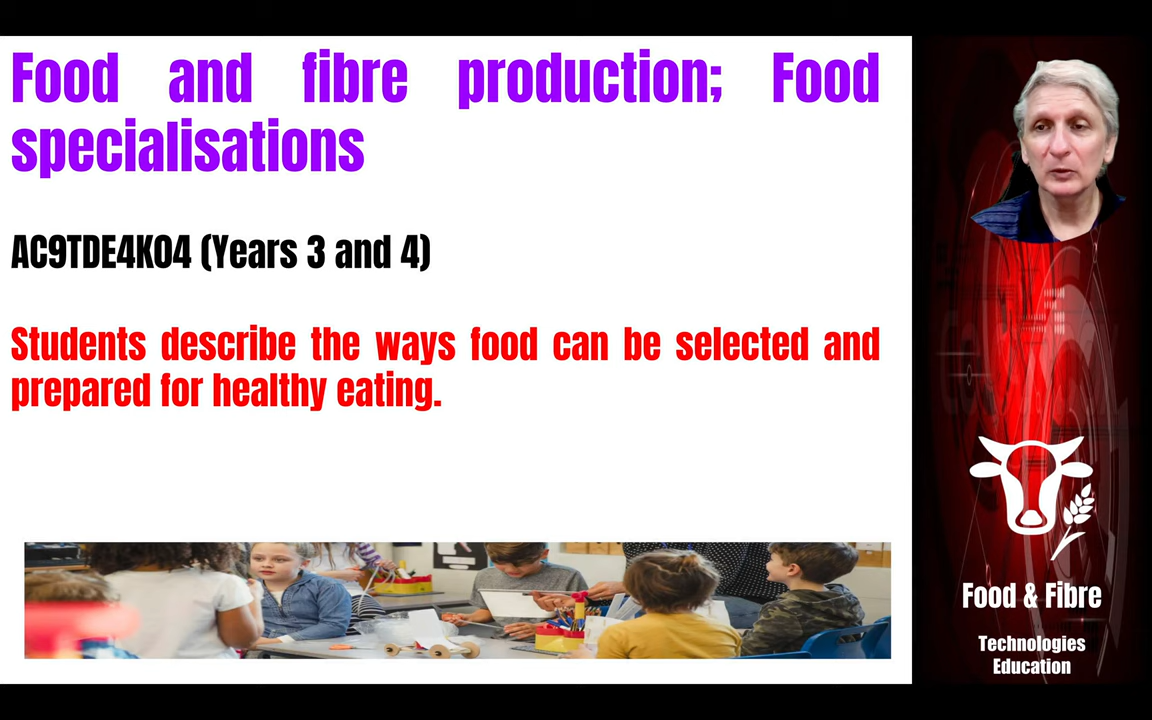 Food and fibre production; Food
specialisations
AC9TDE4K04 (Years 3 and 4)
Students describe the ways food can be selected and
prepared for healthy eating.
Food & Fibre
Technologies
Education